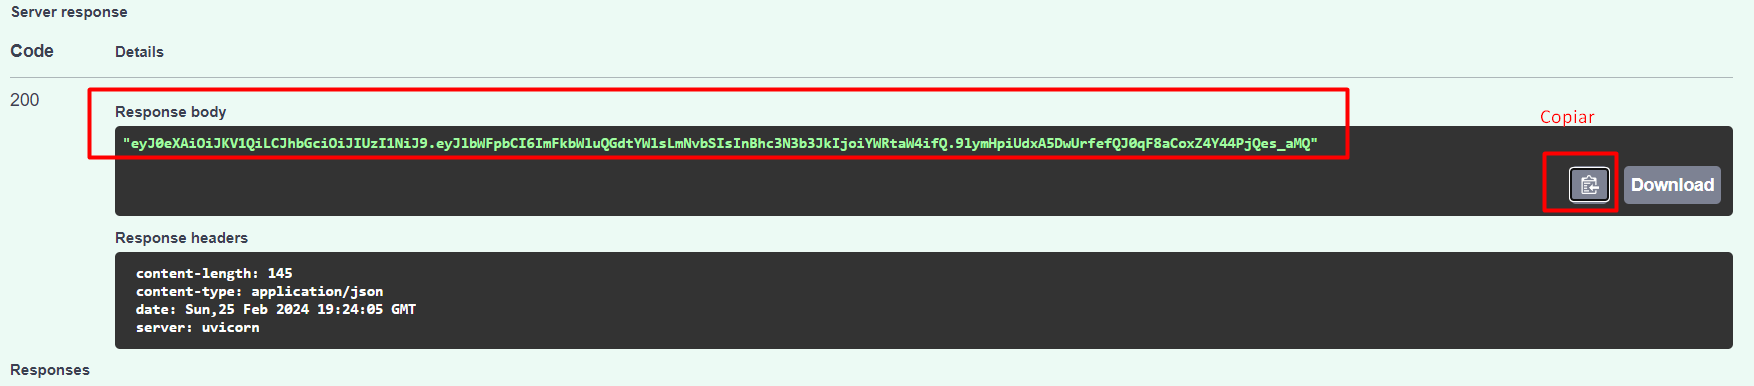 Server response
Code Details
200
Response body
Copiar
"eyJ0eXAiOiJKV1QiLCJhbGciOiJIUzI1NiJ9.eyJlbWFpbCI6ImFkbWluQGdtYWlsLmNvbSIsInBhc3N3b3JkIjoiYWRtaW4ifQ.9lymHpiUdxA5DwUrfefQJ0qF8aCoxZ4Y44PjQes_aMQ"
Download
Response headers
content-length: 145
content-type: application/json
date: Sun,25 Feb 2024 19:24:05 GMT
server: uvicorn
Responses